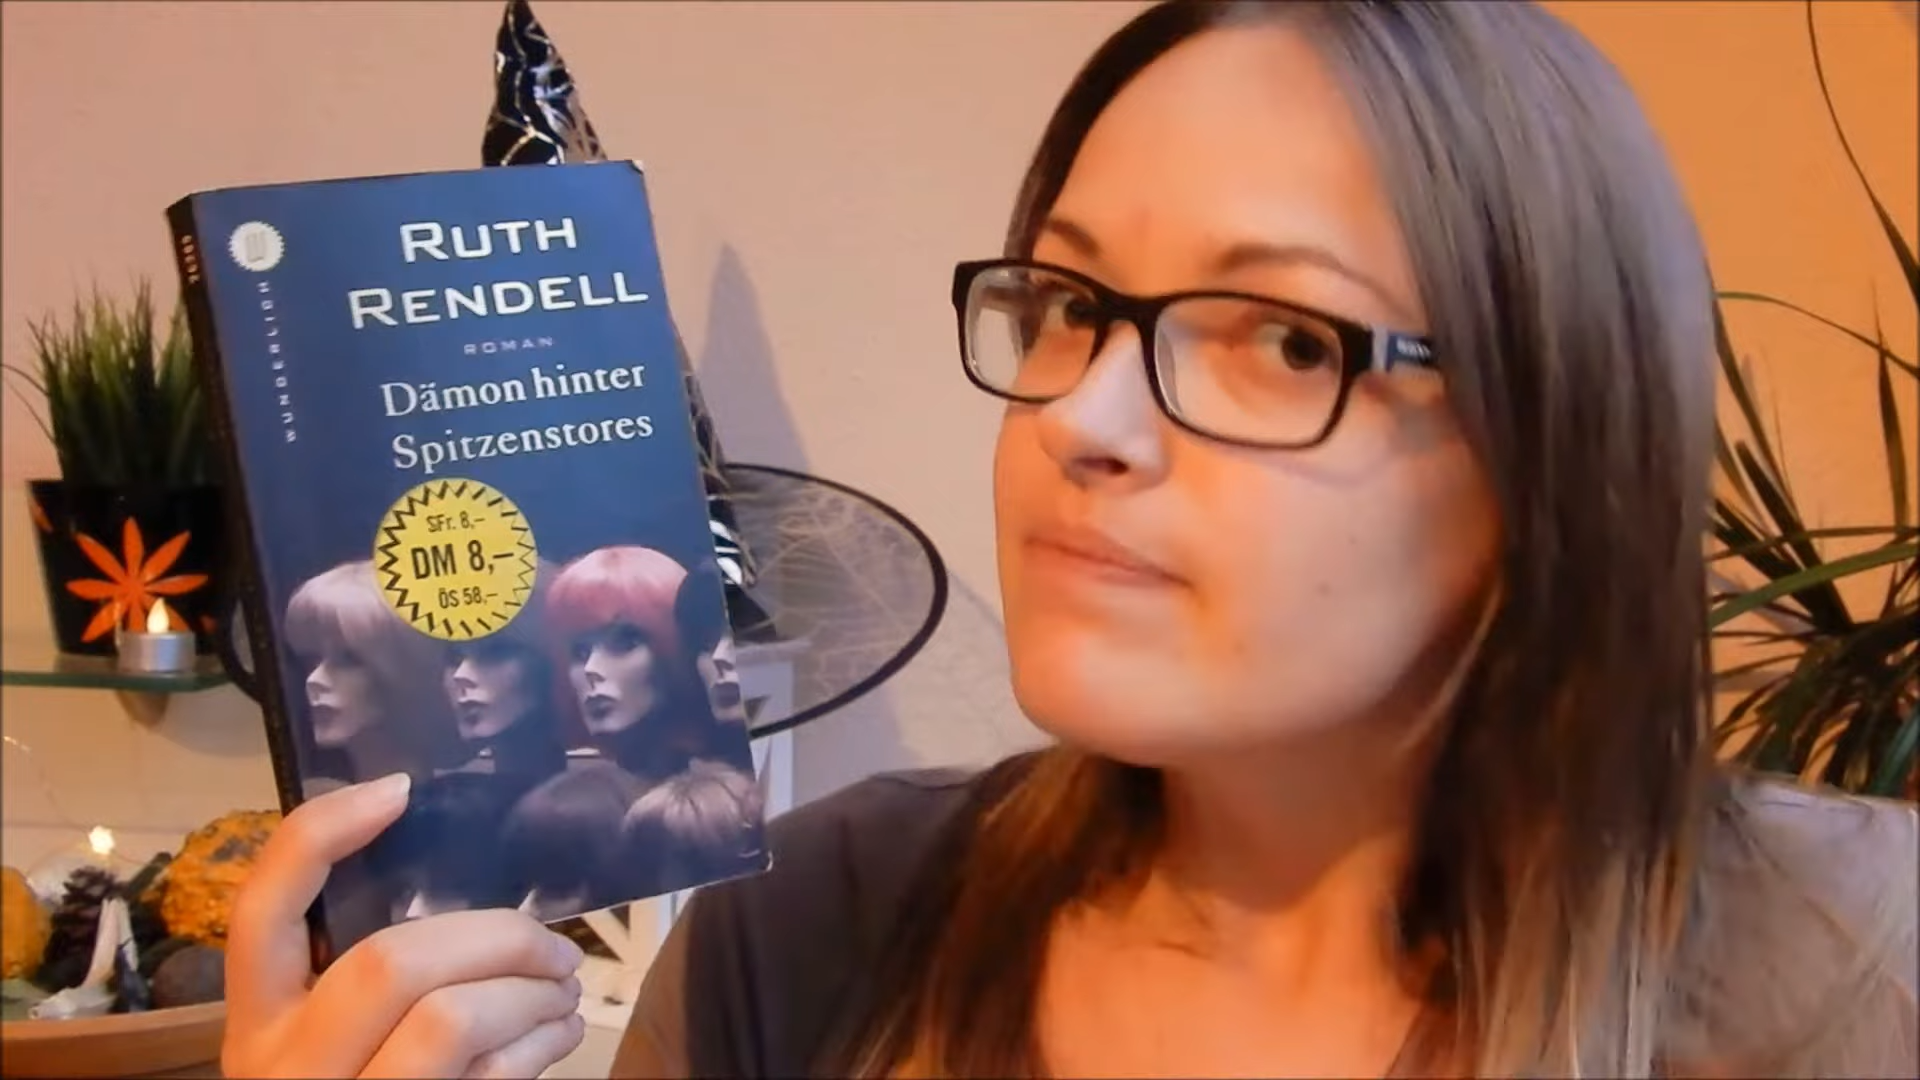 RUTH
RENDELL
ROMAN
Dämon hinter
Spitzenstores
SFr. 8,–
DM 8,–
ÖS 58,–
WUNDERLICH